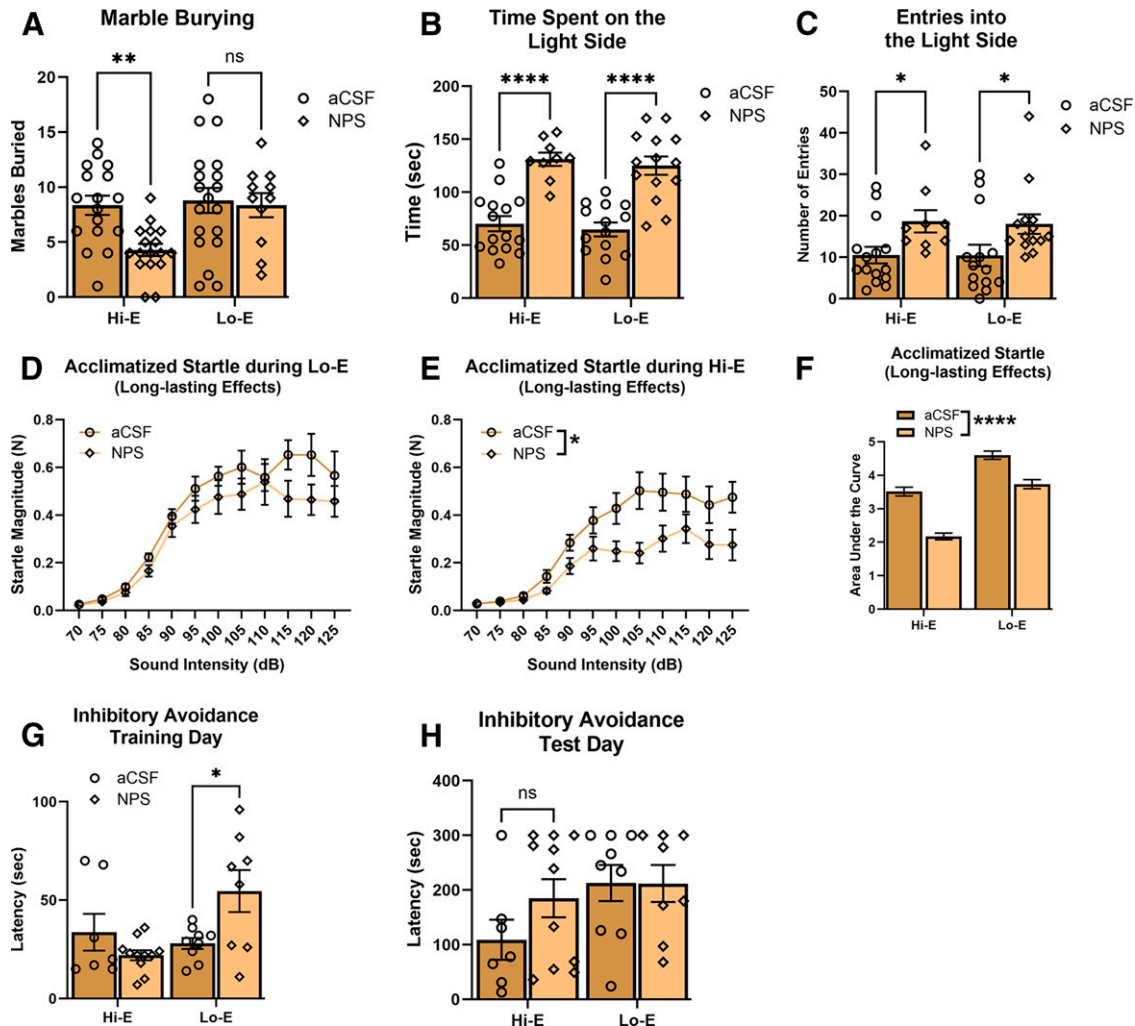 A
Marble Burying
**
ns
aCSF
NPS
Marbles Buried
20
15
10
5
0
Hi-E
Lo-E
B
Time Spent on the
Light Side
****
****
aCSF
NPS
Time (sec)
200
150
100
50
0
Hi-E
Lo-E
C
Entries into
the Light Side
*
*
aCSF
NPS
Number of Entries
50
40
30
20
10
0
Hi-E
Lo-E
D
Acclimatized Startle during Lo-E
(Long-lasting Effects)
aCSF
NPS
Startle Magnitude (N)
0.8
0.6
0.4
0.2
0.0
70 75 80 85 90 95 100 105 110 115 120 125
Sound Intensity (dB)
E
Acclimatized Startle during Hi-E
(Long-lasting Effects)
aCSF
NPS
*
Startle Magnitude (N)
0.8
0.6
0.4
0.2
0.0
70 75 80 85 90 95 100 105 110 115 120 125
Sound Intensity (dB)
F
Acclimatized Startle
(Long-lasting Effects)
aCSF
NPS
****
Area Under the Curve
5
4
3
2
1
0
Hi-E
Lo-E
G
Inhibitory Avoidance
Training Day
aCSF
NPS
*
Latency (sec)
100
50
0
Hi-E
Lo-E
H
Inhibitory Avoidance
Test Day
ns
Latency (sec)
400
300
200
100
0
Hi-E
Lo-E